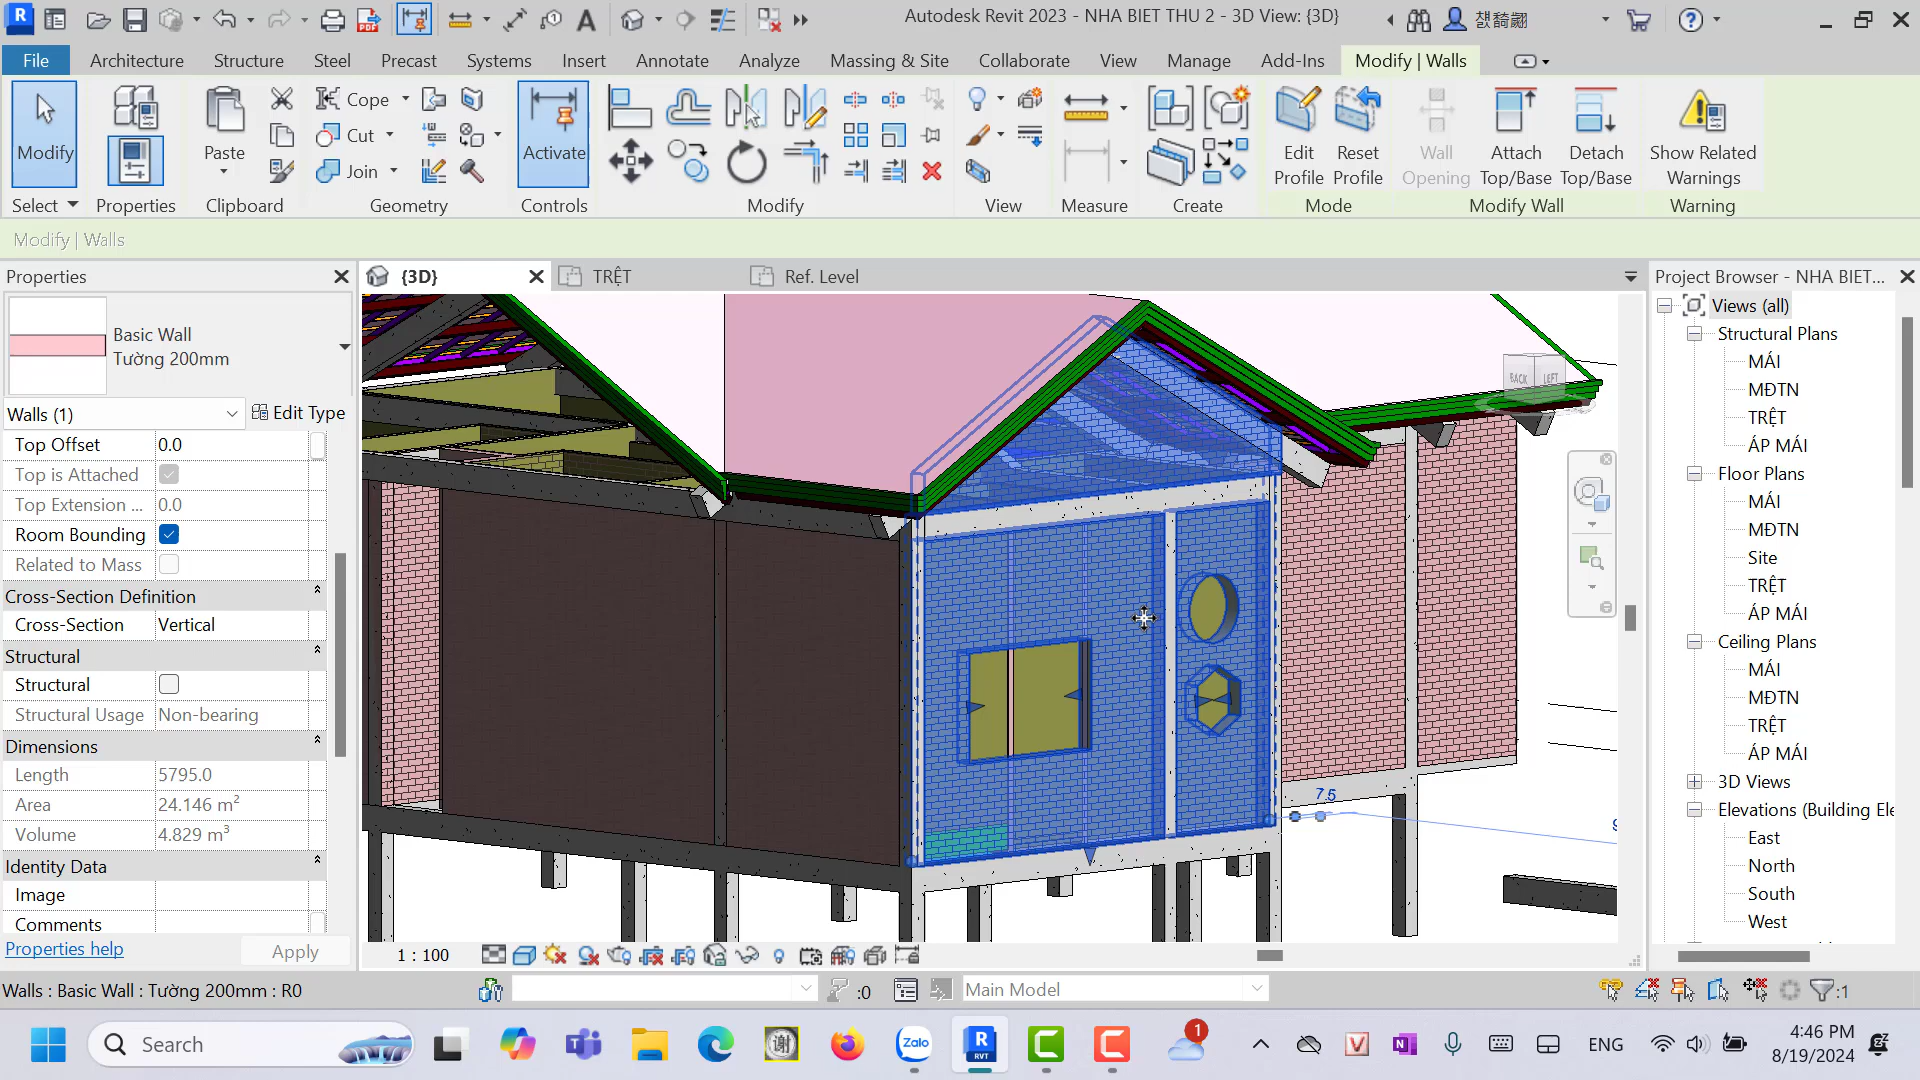 Autodesk Revit 2023 - NHA BIET THU 2 - 3D View: {3D}
File Architecture Structure Steel Precast Systems Insert Annotate Analyze Massing & Site Collaborate View Manage Add-Ins Modify | Walls
Modify
Paste
Cope
Cut
Join
Activate
Edit Profile
Reset Profile
Wall Opening
Attach Top/Base
Detach Top/Base
Show Related Warnings
Select Properties Clipboard Geometry Controls Modify View Measure Create Mode Modify Wall Warning
Modify | Walls
Properties
{3D}
TRỆT
Ref. Level
Project Browser - NHA BIET...
Basic Wall
Tường 200mm
Walls (1)
Edit Type
Top Offset 0.0
Top is Attached
Top Extension ... 0.0
Room Bounding
Related to Mass
Cross-Section Definition
Cross-Section Vertical
Structural
Structural
Structural Usage Non-bearing
Dimensions
Length 5795.0
Area 24.146 m²
Volume 4.829 m³
Identity Data
Image
Comments
Properties help
Apply
BACK LEFT
7.5
Views (all)
Structural Plans
MÁI
MĐTN
TRỆT
ÁP MÁI
Floor Plans
MÁI
MĐTN
Site
TRỆT
ÁP MÁI
Ceiling Plans
MÁI
MĐTN
TRỆT
ÁP MÁI
3D Views
Elevations (Building Ele
East
North
South
West
1 : 100
Walls : Basic Wall : Tường 200mm : R0
:0
Main Model
:1
Search
Zalo
RVT
1
ENG
4:46 PM
8/19/2024